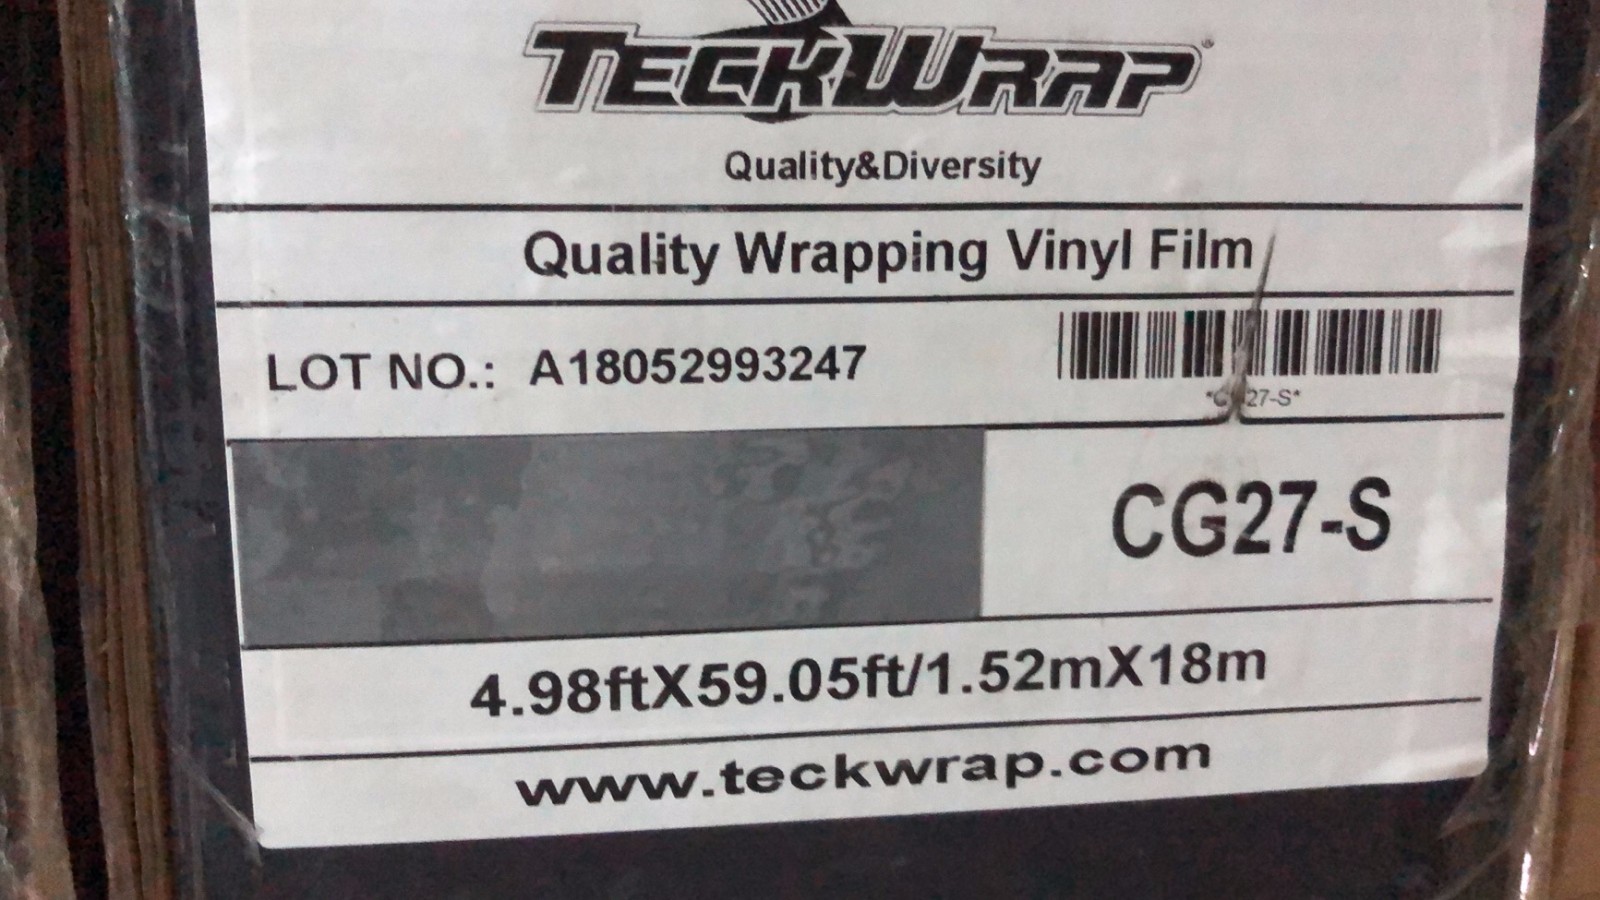 TECKWRAP®
Quality&Diversity
Quality Wrapping Vinyl Film
LOT NO.: A18052993247
*CG27-S*
CG27-S
4.98ftX59.05ft/1.52mX18m
www.teckwrap.com